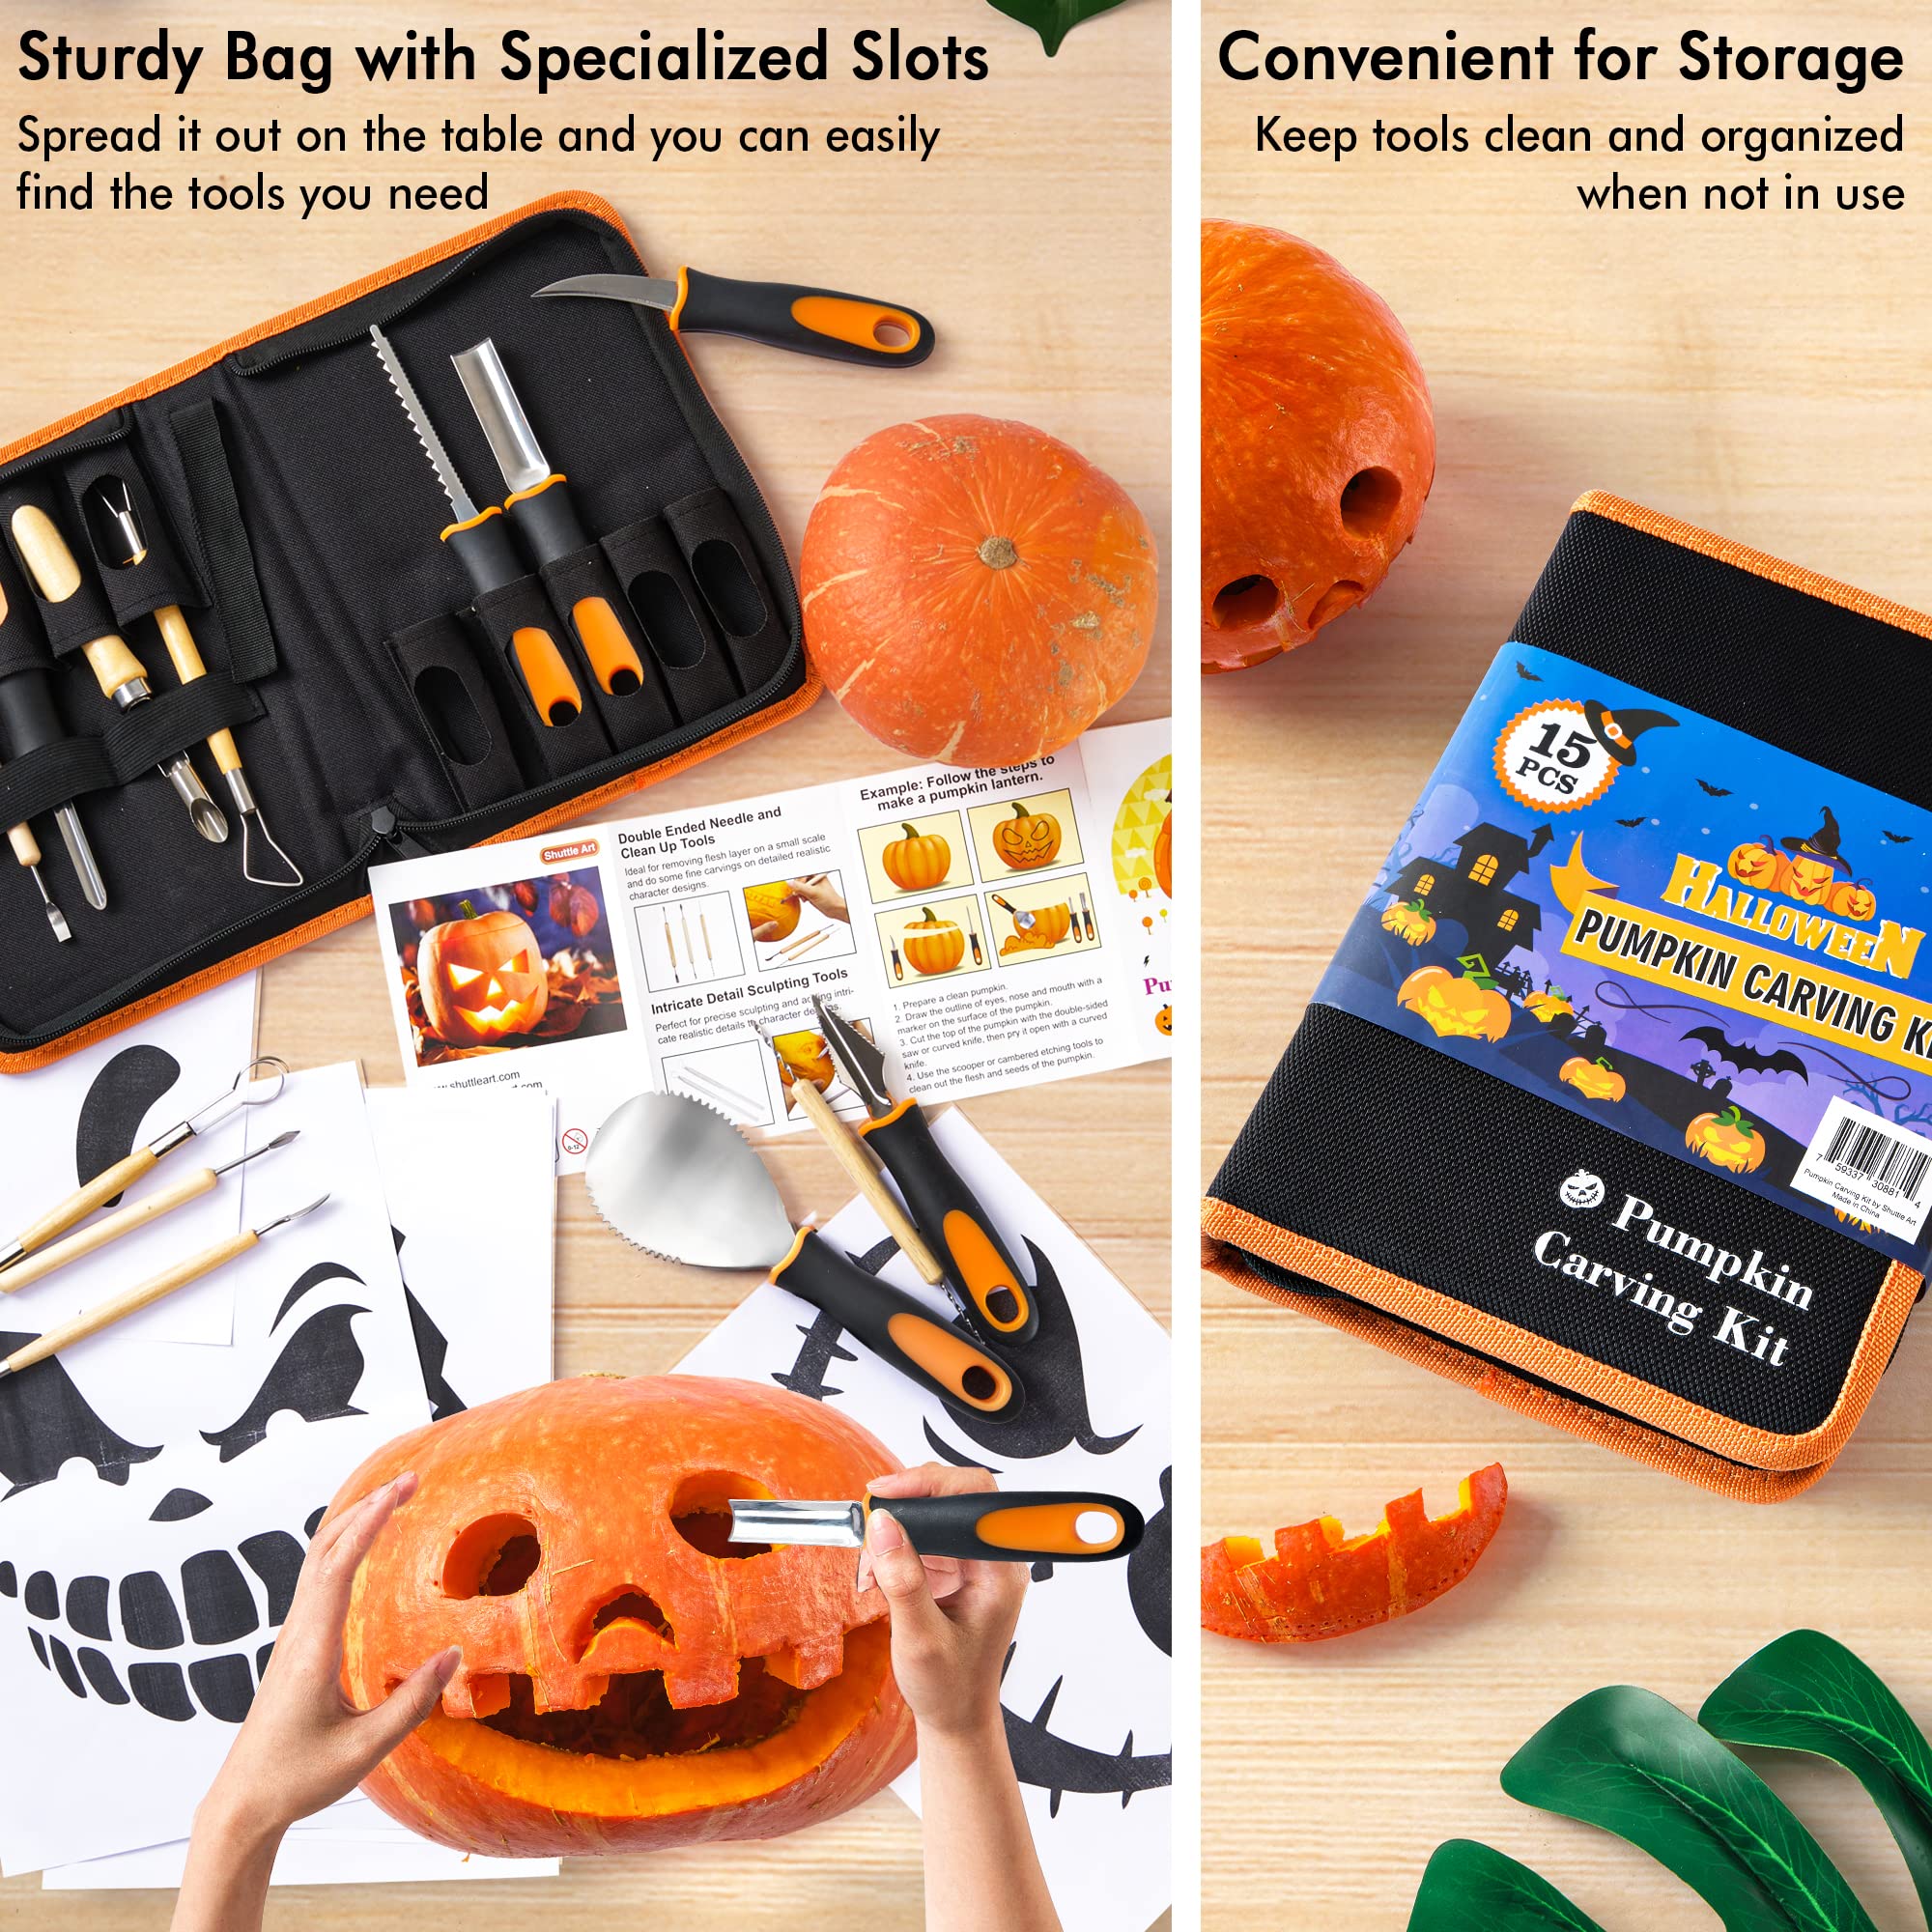 Sturdy Bag with Specialized Slots
Spread it out on the table and you can easily
find the tools you need
Convenient for Storage
Keep tools clean and organized
when not in use
Shuttle Art
Double Ended Needle and
Clean Up Tools
Ideal for removing flesh layer on a small scale
and do some fine carvings on detailed realistic
character designs.
Intricate Detail Sculpting Tools
Perfect for precise sculpting and adding intri-
cate realistic details to character designs.
Example: Follow the steps to
make a pumpkin lantern.
1. Prepare a clean pumpkin.
2. Draw the outline of eyes, nose and mouth with a
marker on the surface of the pumpkin.
3. Cut the top of the pumpkin with the double-sided
saw or curved knife, then pry it open with a curved
knife.
4. Use the scooper or cambered etching tools to
clean out the flesh and seeds of the pumpkin.
shuttleart.com
Pu
15
PCS
HALLOWEEN
PUMPKIN CARVING K
7 59337 30881 4
Pumpkin Carving Kit by Shuttle Art
Made in China
Pumpkin
Carving Kit